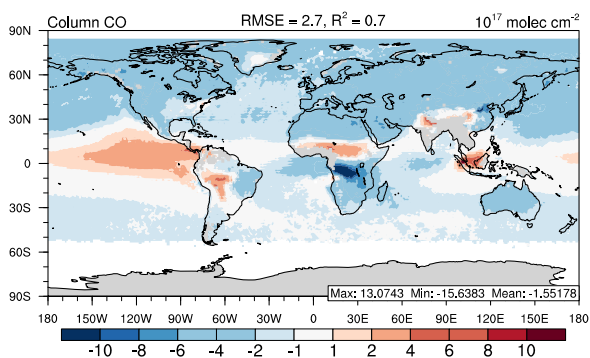 Column CO RMSE = 2.7, R² = 0.7 10¹⁷ molec cm⁻²
90N
60N
30N
0
30S
60S
90S
Max: 13.0743 Min: -15.6383 Mean: -1.55178
180 150W 120W 90W 60W 30W 0 30E 60E 90E 120E 150E 180
-10 -8 -6 -4 -2 -1 1 2 4 6 8 10